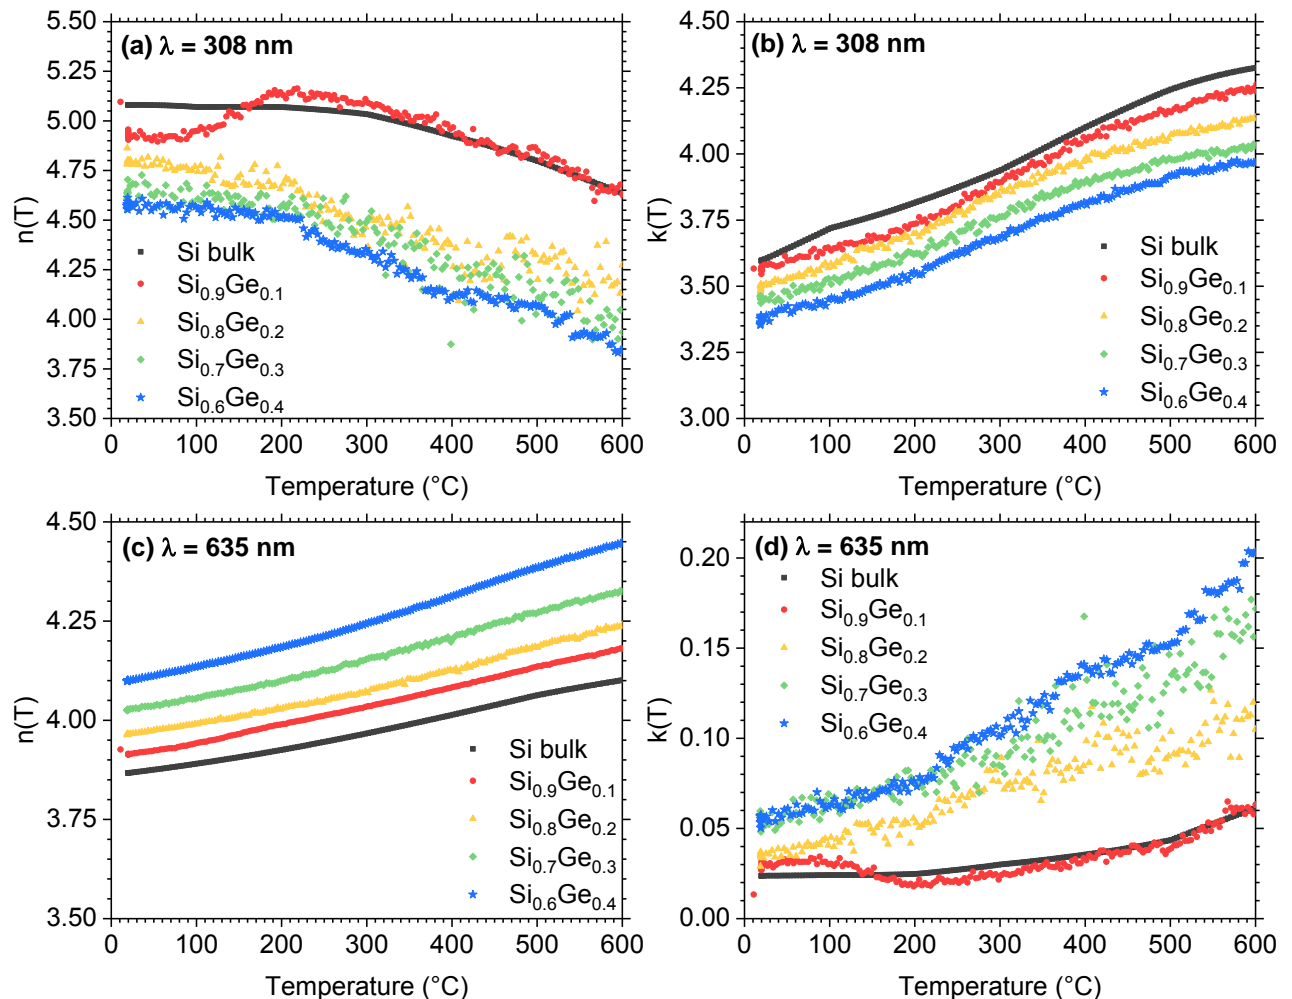 (a) λ = 308 nm
n(T)
5.50
5.25
5.00
4.75
4.50
4.25
4.00
3.75
3.50
Si bulk
Si0.9Ge0.1
Si0.8Ge0.2
Si0.7Ge0.3
Si0.6Ge0.4
0 100 200 300 400 500 600
Temperature (°C)
(b) λ = 308 nm
k(T)
4.50
4.25
4.00
3.75
3.50
3.25
3.00
Si bulk
Si0.9Ge0.1
Si0.8Ge0.2
Si0.7Ge0.3
Si0.6Ge0.4
0 100 200 300 400 500 600
Temperature (°C)
(c) λ = 635 nm
n(T)
4.50
4.25
4.00
3.75
3.50
Si bulk
Si0.9Ge0.1
Si0.8Ge0.2
Si0.7Ge0.3
Si0.6Ge0.4
0 100 200 300 400 500 600
Temperature (°C)
(d) λ = 635 nm
k(T)
0.20
0.15
0.10
0.05
0.00
Si bulk
Si0.9Ge0.1
Si0.8Ge0.2
Si0.7Ge0.3
Si0.6Ge0.4
0 100 200 300 400 500 600
Temperature (°C)